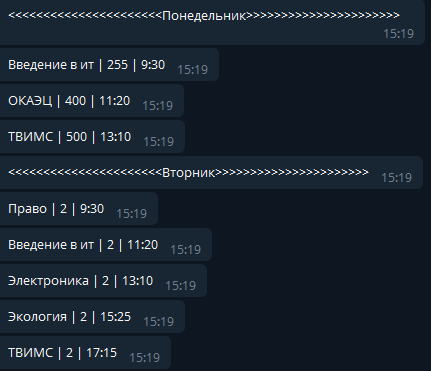 <<<<<<<<<<<<<<<<<<<<<<Понедельник>>>>>>>>>>>>>>>>>>>>>>
15:19
Введение в ит | 255 | 9:30 15:19
ОКАЭЦ | 400 | 11:20 15:19
ТВИМС | 500 | 13:10 15:19
<<<<<<<<<<<<<<<<<<<<<<Вторник>>>>>>>>>>>>>>>>>>>>>> 15:19
Право | 2 | 9:30 15:19
Введение в ит | 2 | 11:20 15:19
Электроника | 2 | 13:10 15:19
Экология | 2 | 15:25 15:19
ТВИМС | 2 | 17:15 15:19